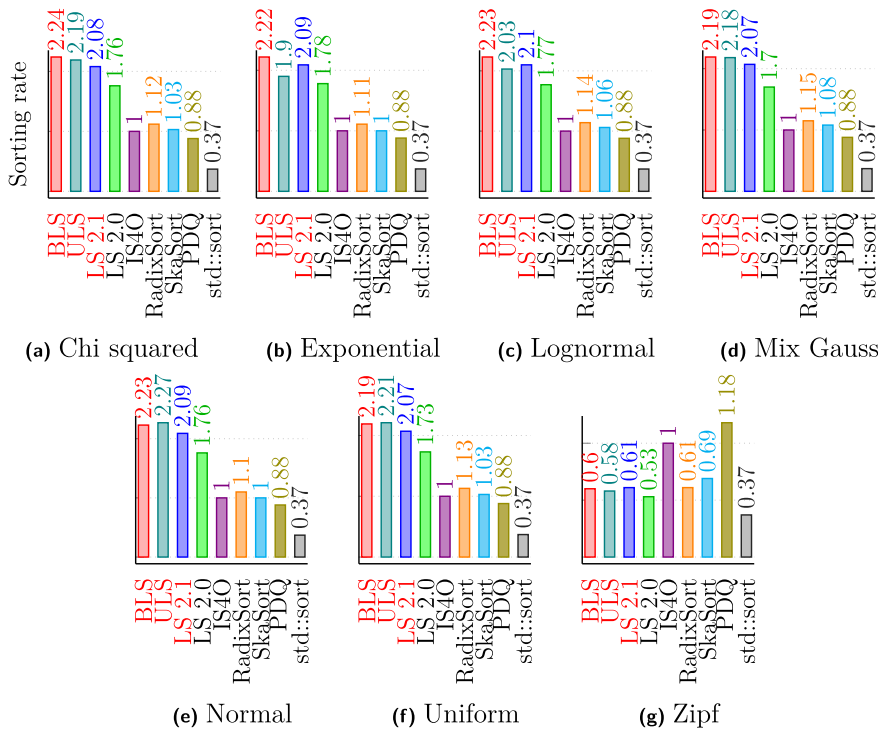 Sorting rate
2.24
2.19
2.08
1.76
1
1.12
1.03
0.88
0.37
BLS
ULS
LS 2.1
LS 2.0
IS4O
RadixSort
SkaSort
PDQ
std::sort
(a) Chi squared
2.22
1.9
2.09
1.78
1
1.11
1
0.88
0.37
BLS
ULS
LS 2.1
LS 2.0
IS4O
RadixSort
SkaSort
PDQ
std::sort
(b) Exponential
2.23
2.03
2.1
1.77
1
1.14
1.06
0.88
0.37
BLS
ULS
LS 2.1
LS 2.0
IS4O
RadixSort
SkaSort
PDQ
std::sort
(c) Lognormal
2.19
2.18
2.07
1.7
1
1.15
1.08
0.88
0.37
BLS
ULS
LS 2.1
LS 2.0
IS4O
RadixSort
SkaSort
PDQ
std::sort
(d) Mix Gauss
2.23
2.27
2.09
1.76
1
1.1
1
0.88
0.37
BLS
ULS
LS 2.1
LS 2.0
IS4O
RadixSort
SkaSort
PDQ
std::sort
(e) Normal
2.19
2.21
2.07
1.73
1
1.13
1.03
0.88
0.37
BLS
ULS
LS 2.1
LS 2.0
IS4O
RadixSort
SkaSort
PDQ
std::sort
(f) Uniform
0.6
0.58
0.61
0.53
1
0.61
0.69
1.18
0.37
BLS
ULS
LS 2.1
LS 2.0
IS4O
RadixSort
SkaSort
PDQ
std::sort
(g) Zipf